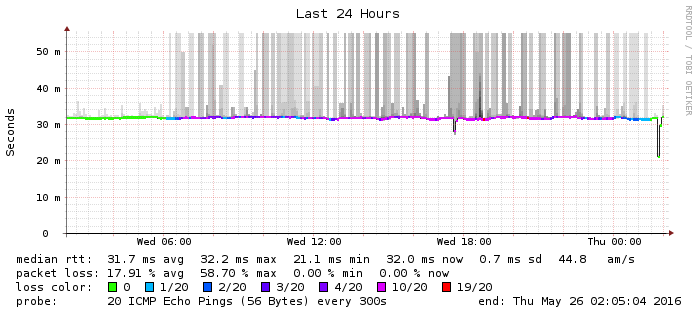 Last 24 Hours
RRDTOOL / TOBI OETIKER
Seconds
50 m
40 m
30 m
20 m
10 m
0
Wed 06:00 Wed 12:00 Wed 18:00 Thu 00:00
median rtt: 31.7 ms avg 32.2 ms max 21.1 ms min 32.0 ms now 0.7 ms sd 44.8 am/s
packet loss: 17.91 % avg 58.70 % max 0.00 % min 0.00 % now
loss color: 0 1/20 2/20 3/20 4/20 10/20 19/20
probe: 20 ICMP Echo Pings (56 Bytes) every 300s end: Thu May 26 02:05:04 2016